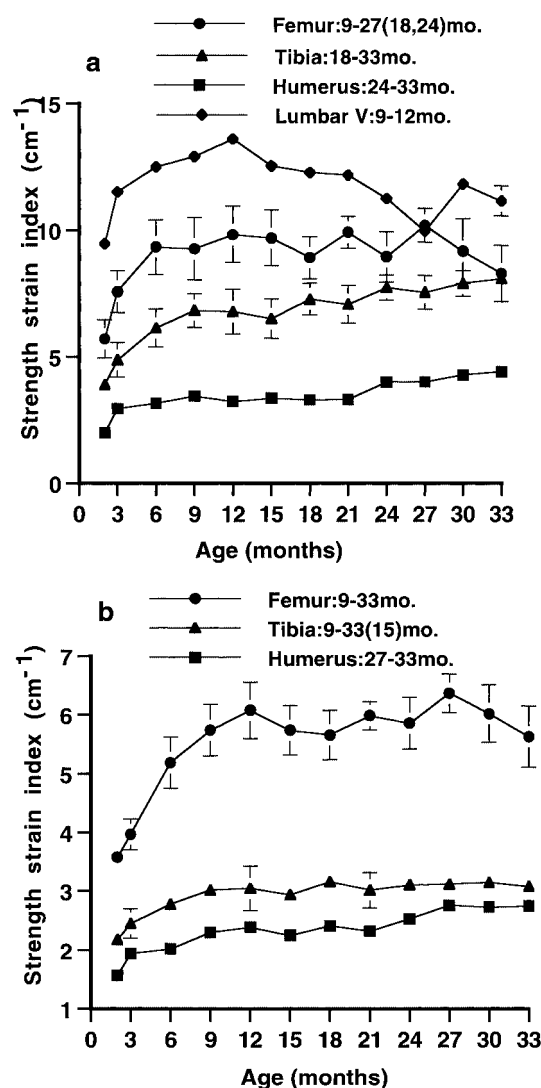 Femur:9-27(18,24)mo.
Tibia:18-33mo.
Humerus:24-33mo.
Lumbar V:9-12mo.
a
Strength strain index (cm⁻¹)
15
10
5
0
0 3 6 9 12 15 18 21 24 27 30 33
Age (months)
b
Femur:9-33mo.
Tibia:9-33(15)mo.
Humerus:27-33mo.
Strength strain index (cm⁻¹)
7
6
5
4
3
2
1
0 3 6 9 12 15 18 21 24 27 30 33
Age (months)